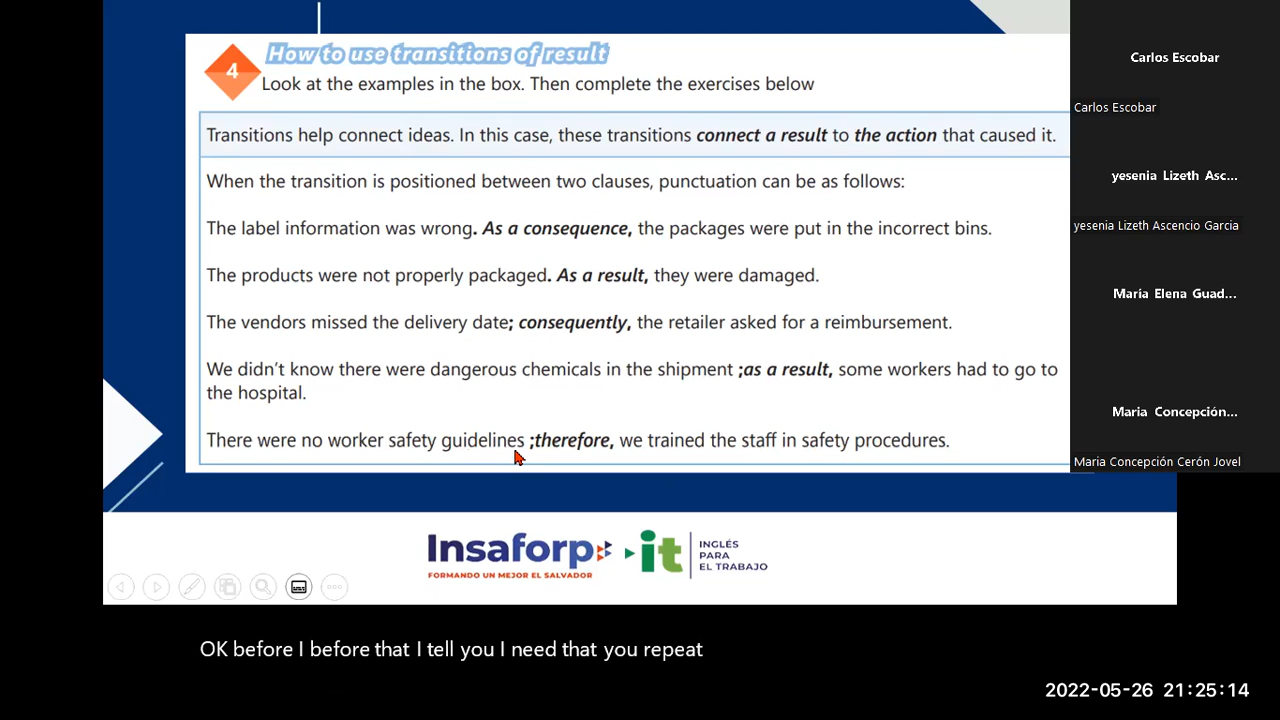 4
How to use transitions of result
Look at the examples in the box. Then complete the exercises below
Transitions help connect ideas. In this case, these transitions connect a result to the action that caused it.
When the transition is positioned between two clauses, punctuation can be as follows:
The label information was wrong. As a consequence, the packages were put in the incorrect bins.
The products were not properly packaged. As a result, they were damaged.
The vendors missed the delivery date; consequently, the retailer asked for a reimbursement.
We didn't know there were dangerous chemicals in the shipment ;as a result, some workers had to go to
the hospital.
There were no worker safety guidelines ;therefore, we trained the staff in safety procedures.
Carlos Escobar
Carlos Escobar
yesenia Lizeth Asc...
yesenia Lizeth Ascencio Garcia
María Elena Guad...
Maria Concepción...
Maria Concepción Cerón Jovel
Insaforp
FORMANDO UN MEJOR EL SALVADOR
it
INGLÉS
PARA
EL TRABAJO
OK before I before that I tell you I need that you repeat
2022-05-26 21:25:14